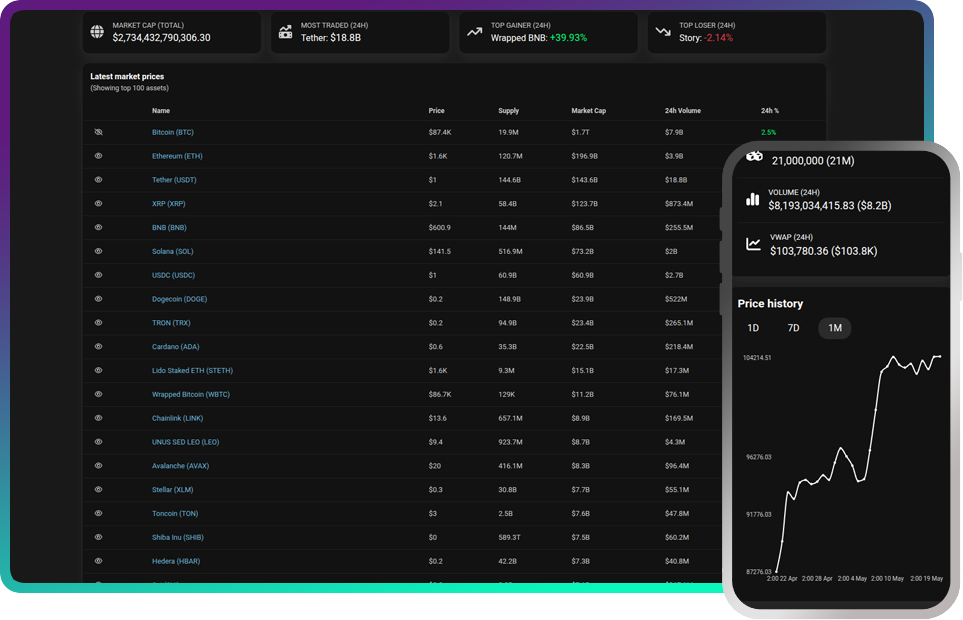 MARKET CAP (TOTAL)
$2,734,432,790,306.30
MOST TRADED (24H)
Tether: $18.8B
TOP GAINER (24H)
Wrapped BNB: +39.93%
TOP LOSER (24H)
Story: -2.14%
Latest market prices
(Showing top 100 assets)
Name Price Supply Market Cap 24h Volume 24h %
Bitcoin (BTC) $87.4K 19.9M $1.7T $7.9B 2.5%
Ethereum (ETH) $1.6K 120.7M $196.9B $3.9B
Tether (USDT) $1 144.6B $143.6B $18.8B
XRP (XRP) $2.1 58.4B $123.7B $873.4M
BNB (BNB) $600.9 144M $86.5B $255.5M
Solana (SOL) $141.5 516.9M $73.2B $2B
USDC (USDC) $1 60.9B $60.9B $2.7B
Dogecoin (DOGE) $0.2 148.9B $23.9B $522M
TRON (TRX) $0.2 94.9B $23.4B $265.1M
Cardano (ADA) $0.6 35.3B $22.5B $218.4M
Lido Staked ETH (STETH) $1.6K 9.3M $15.1B $17.3M
Wrapped Bitcoin (WBTC) $86.7K 129K $11.2B $76.1M
Chainlink (LINK) $13.6 657.1M $8.9B $169.5M
UNUS SED LEO (LEO) $9.4 923.7M $8.7B $4.3M
Avalanche (AVAX) $20 416.1M $8.3B $96.4M
Stellar (XLM) $0.3 30.8B $7.7B $55.1M
Toncoin (TON) $3 2.5B $7.6B $47.8M
Shiba Inu (SHIB) $0 589.3T $7.5B $60.2M
Hedera (HBAR) $0.2 42.2B $7.3B $40.8M
21,000,000 (21M)
VOLUME (24H)
$8,193,034,415.83 ($8.2B)
VWAP (24H)
$103,780.36 ($103.8K)
Price history
1D 7D 1M
104214.51
96276.03
91776.03
87276.03
2:00 22 Apr 2:00 28 Apr 2:00 4 May 2:00 10 May 2:00 19 May